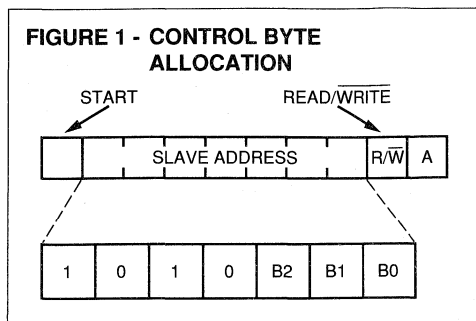 FIGURE 1 - CONTROL BYTE
ALLOCATION
START READ/WRITE
SLAVE ADDRESS R/W A
1 0 1 0 B2 B1 B0